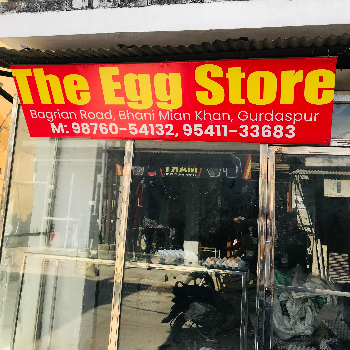 The Egg Store
Bagrian Road, Bhani Mian Khan, Gurdaspur
M: 98760-54132, 95411-33683